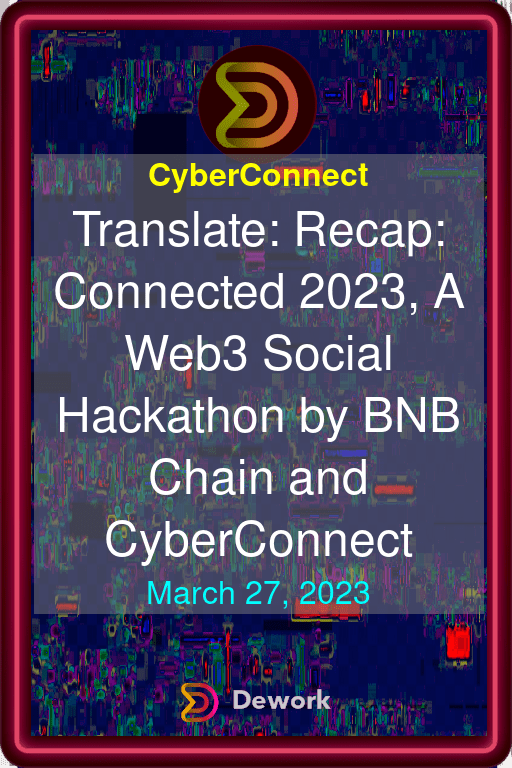 CyberConnect
Translate: Recap:
Connected 2023, A
Web3 Social
Hackathon by BNB
Chain and
CyberConnect
March 27, 2023
Dework